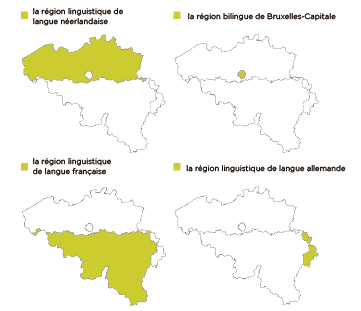 la région linguistique de
langue néerlandaise
la région bilingue de Bruxelles-Capitale
la région linguistique
de langue française
la région linguistique de langue allemande